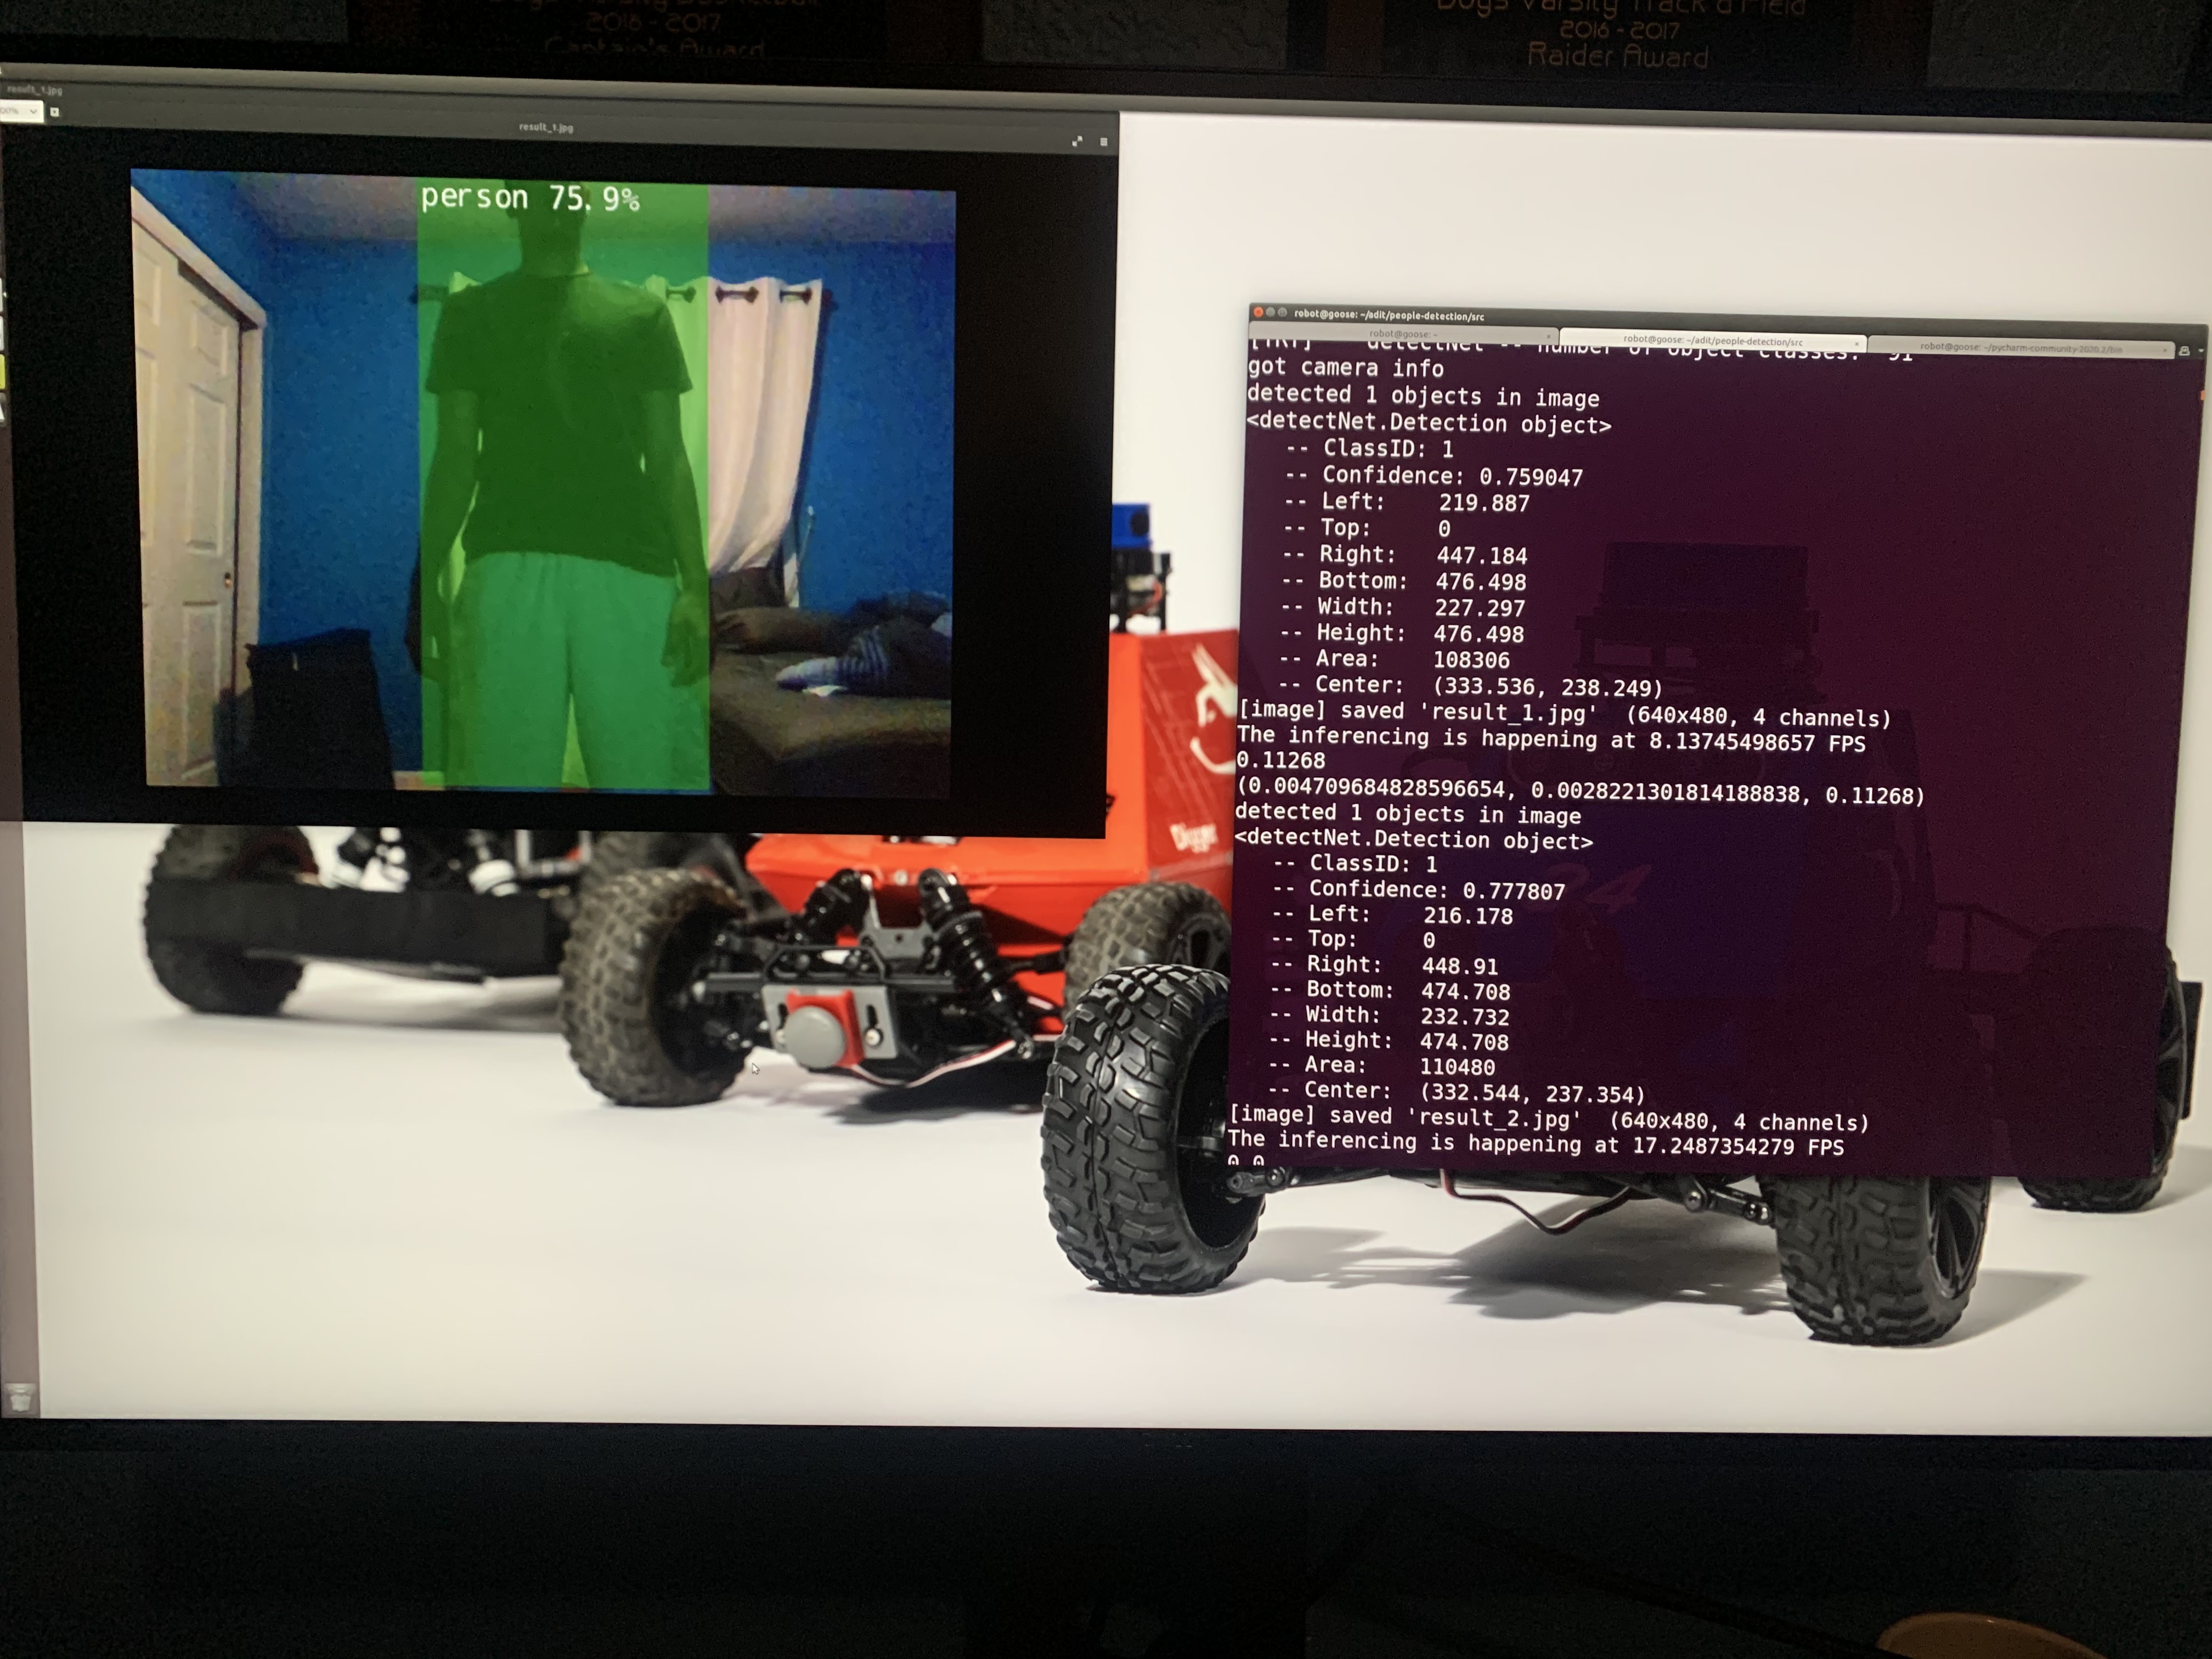 2016 - 2017
Captain's Award
Boys Varsity Track & Field
2016 - 2017
Raider Award
result_1.jpg
result_1.jpg
person 75.9%
Digger
robot@goose: ~/adit/people-detection/src
robot@goose: ~
robot@goose: ~/adit/people-detection/src
robot@goose: ~/pycharm-community-2020.2/bin
[TRT] detectNet -- number of object classes: 91
got camera info
detected 1 objects in image
<detectNet.Detection object>
-- ClassID: 1
-- Confidence: 0.759047
-- Left: 219.887
-- Top: 0
-- Right: 447.184
-- Bottom: 476.498
-- Width: 227.297
-- Height: 476.498
-- Area: 108306
-- Center: (333.536, 238.249)
[image] saved 'result_1.jpg' (640x480, 4 channels)
The inferencing is happening at 8.13745498657 FPS
0.11268
(0.004709684828596654, 0.0028221301814188838, 0.11268)
detected 1 objects in image
<detectNet.Detection object>
-- ClassID: 1
-- Confidence: 0.777807
-- Left: 216.178
-- Top: 0
-- Right: 448.91
-- Bottom: 474.708
-- Width: 232.732
-- Height: 474.708
-- Area: 110480
-- Center: (332.544, 237.354)
[image] saved 'result_2.jpg' (640x480, 4 channels)
The inferencing is happening at 17.2487354279 FPS
0.0
24